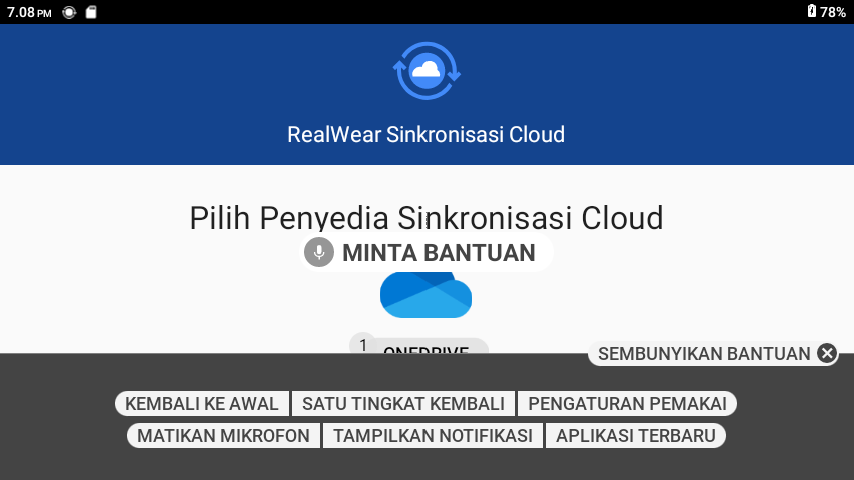 7.08 PM 78%
RealWear Sinkronisasi Cloud
Pilih Penyedia Sinkronisasi Cloud
MINTA BANTUAN
1 ONEDRIVE
SEMBUNYIKAN BANTUAN
KEMBALI KE AWAL SATU TINGKAT KEMBALI PENGATURAN PEMAKAI
MATIKAN MIKROFON TAMPILKAN NOTIFIKASI APLIKASI TERBARU